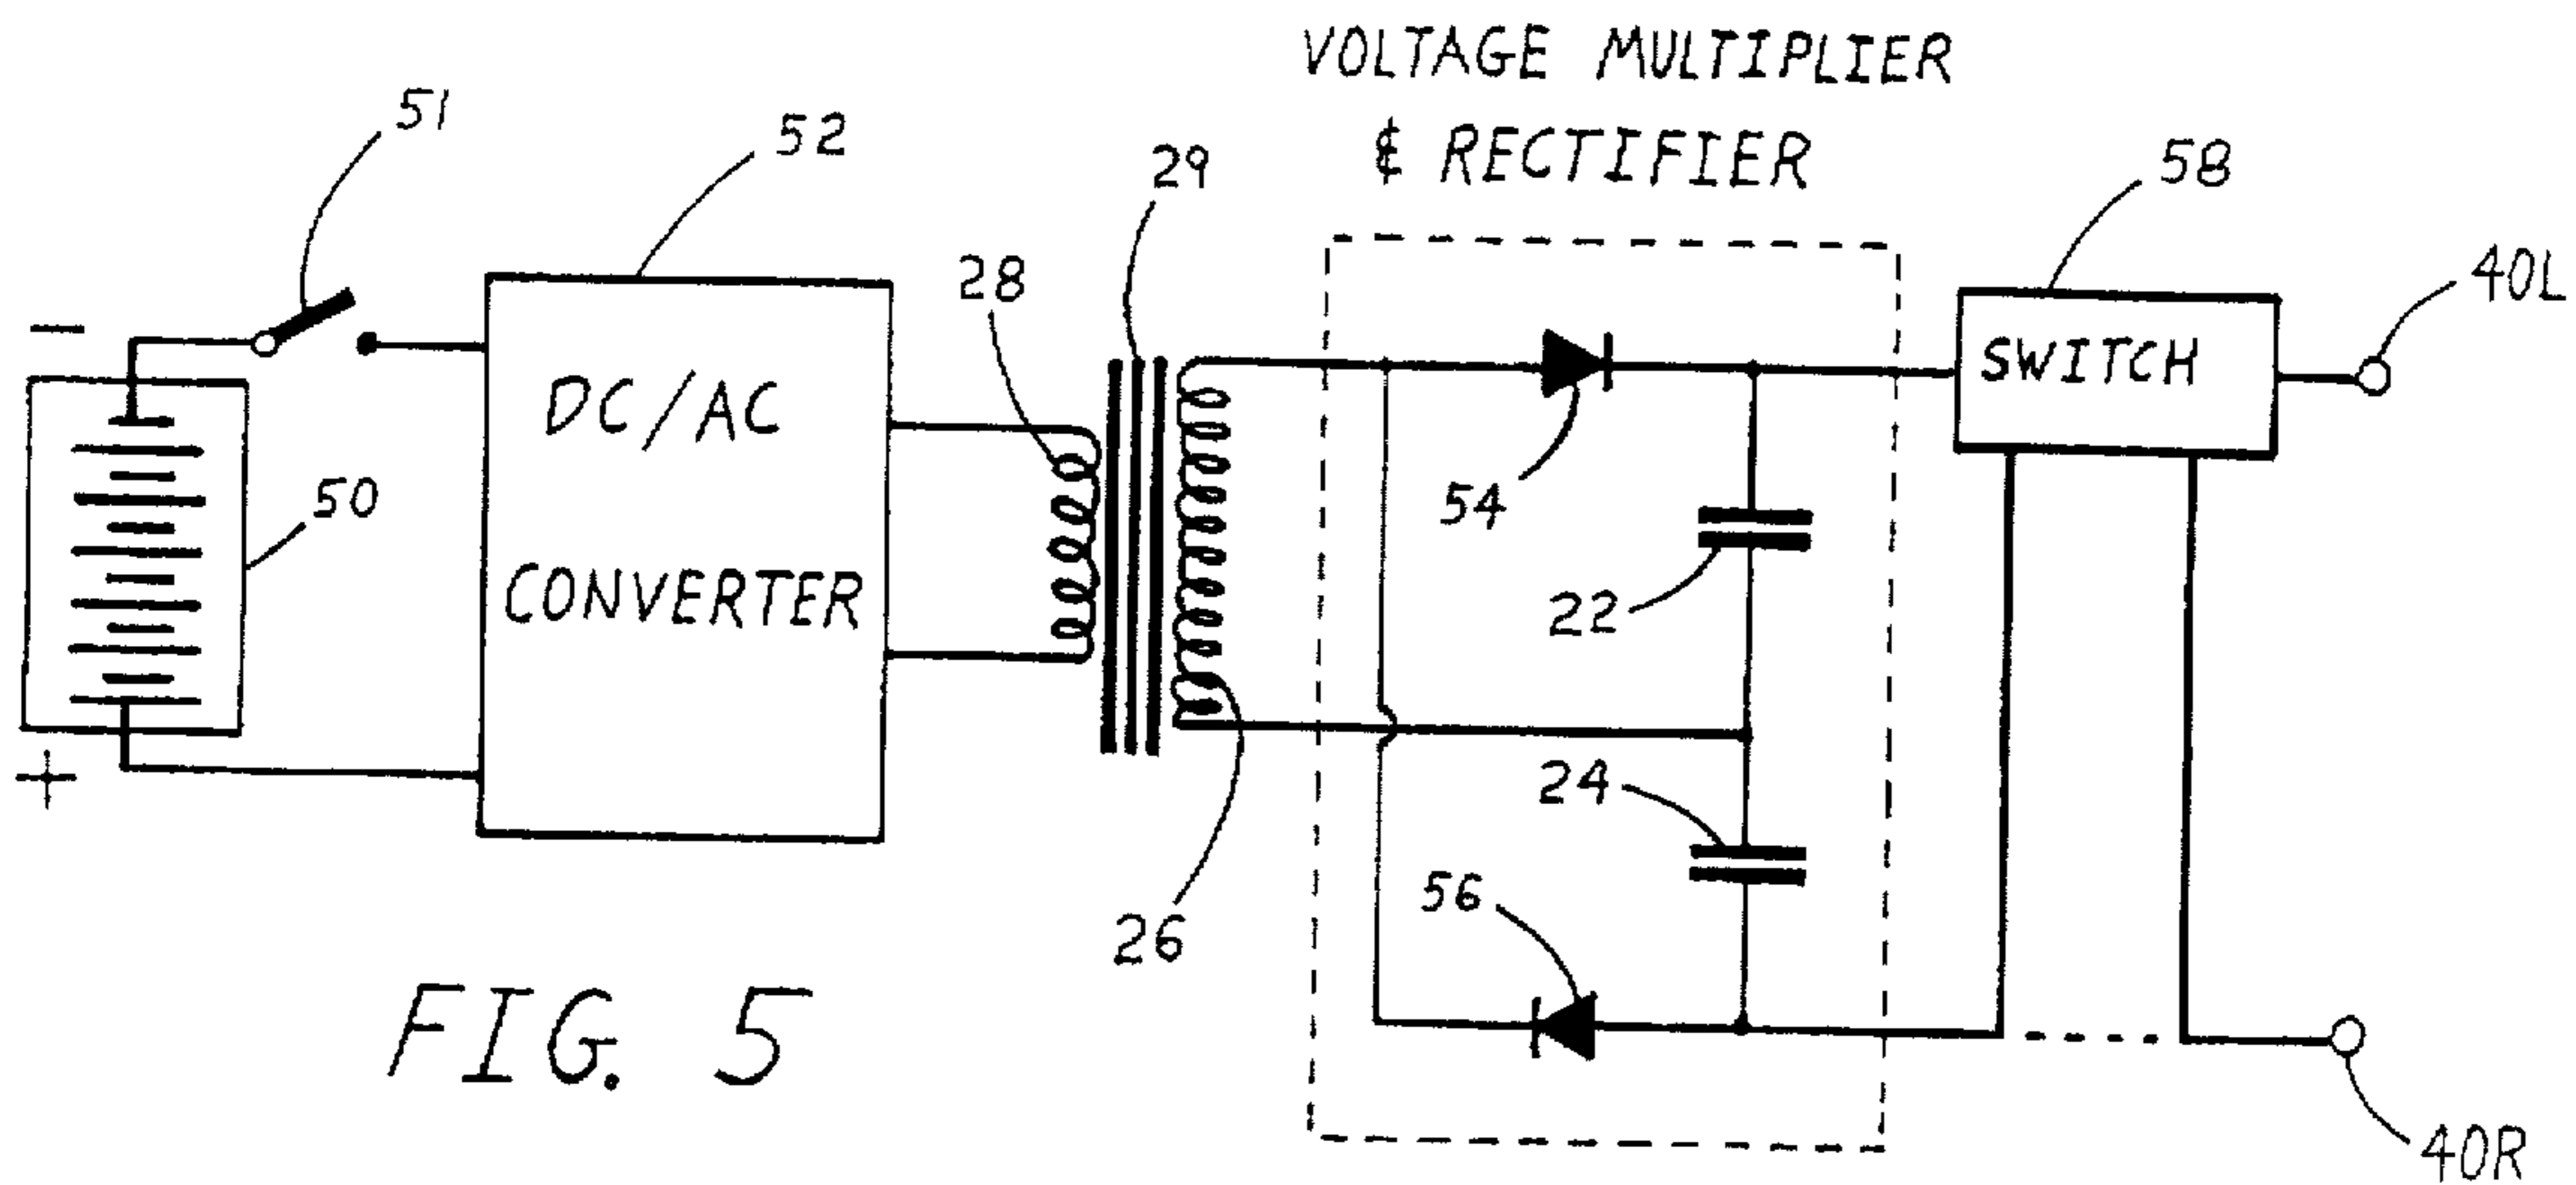 VOLTAGE MULTIPLIER
& RECTIFIER
51
52
29
58
28
40L
-
DC/AC
CONVERTER
SWITCH
50
54
22
24
56
+
26
FIG. 5
40R